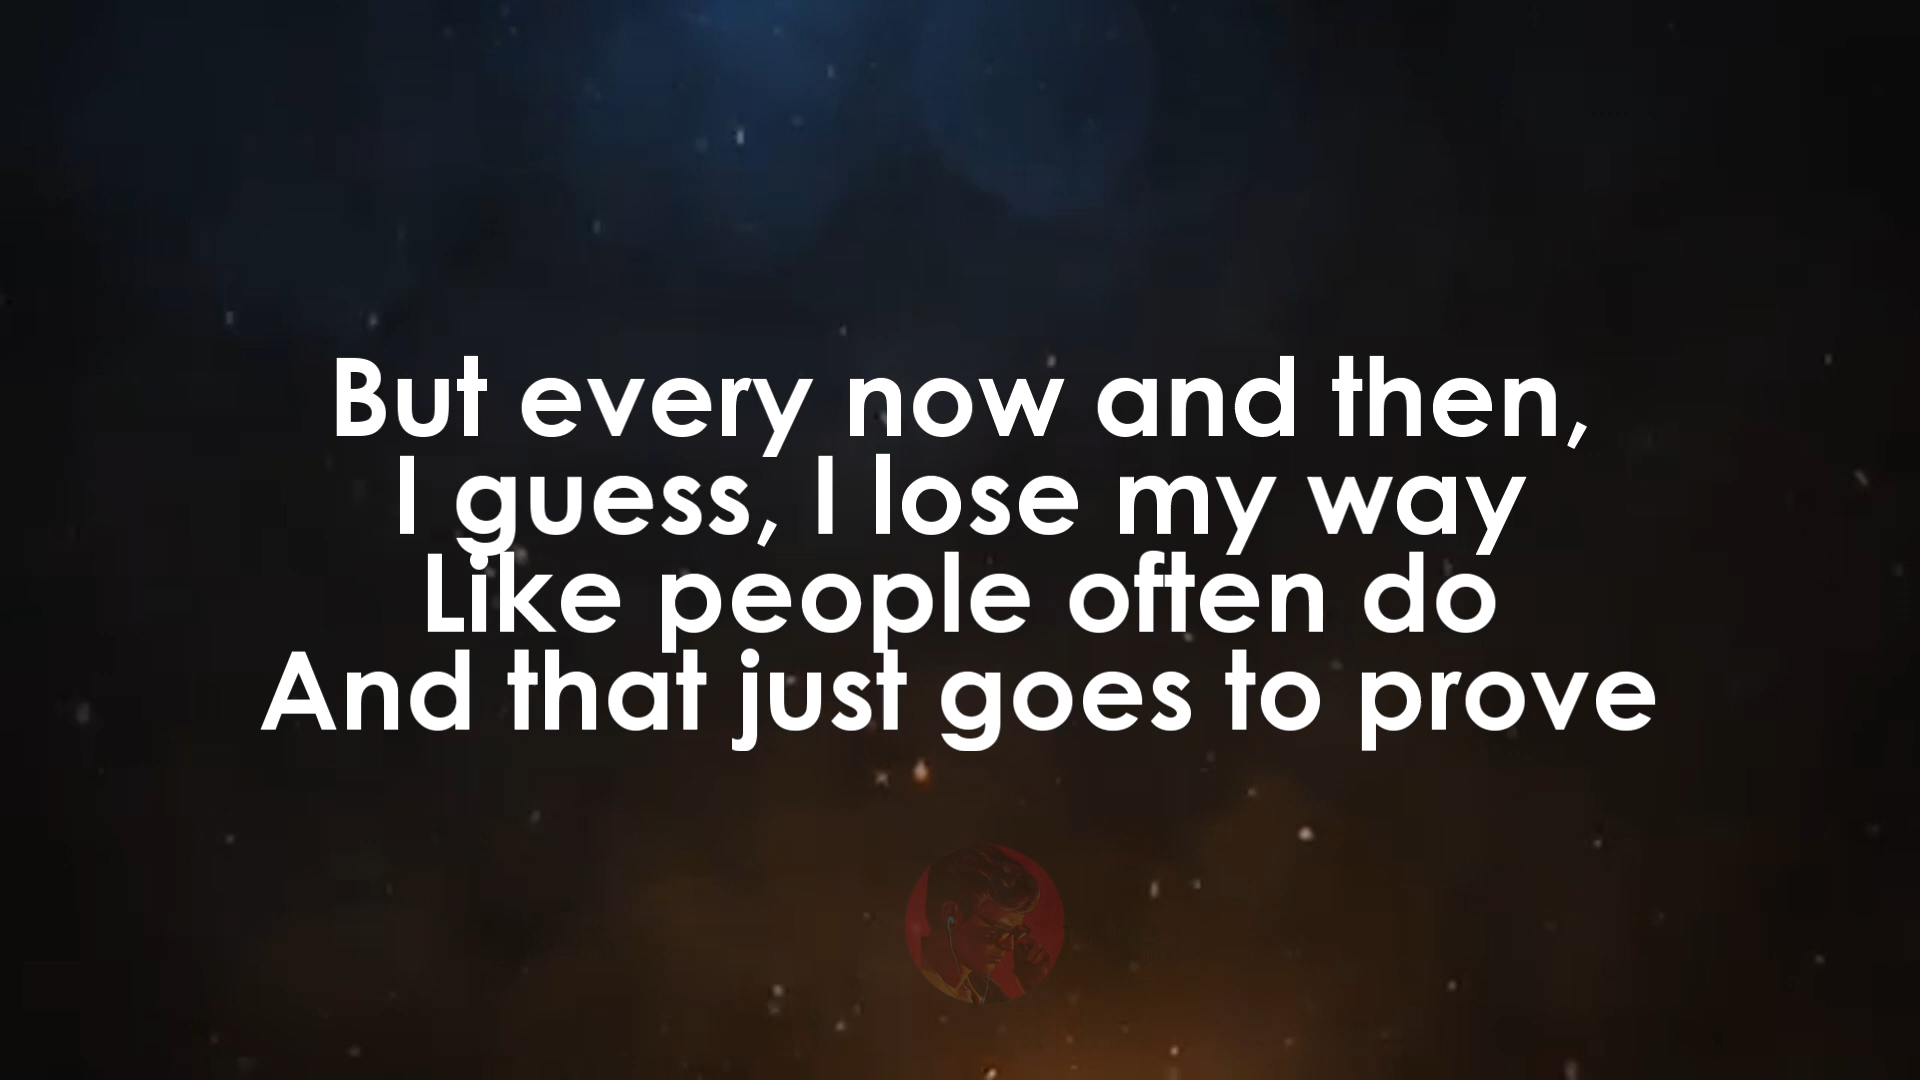 But every now and then,
I guess, I lose my way
Like people often do
And that just goes to prove